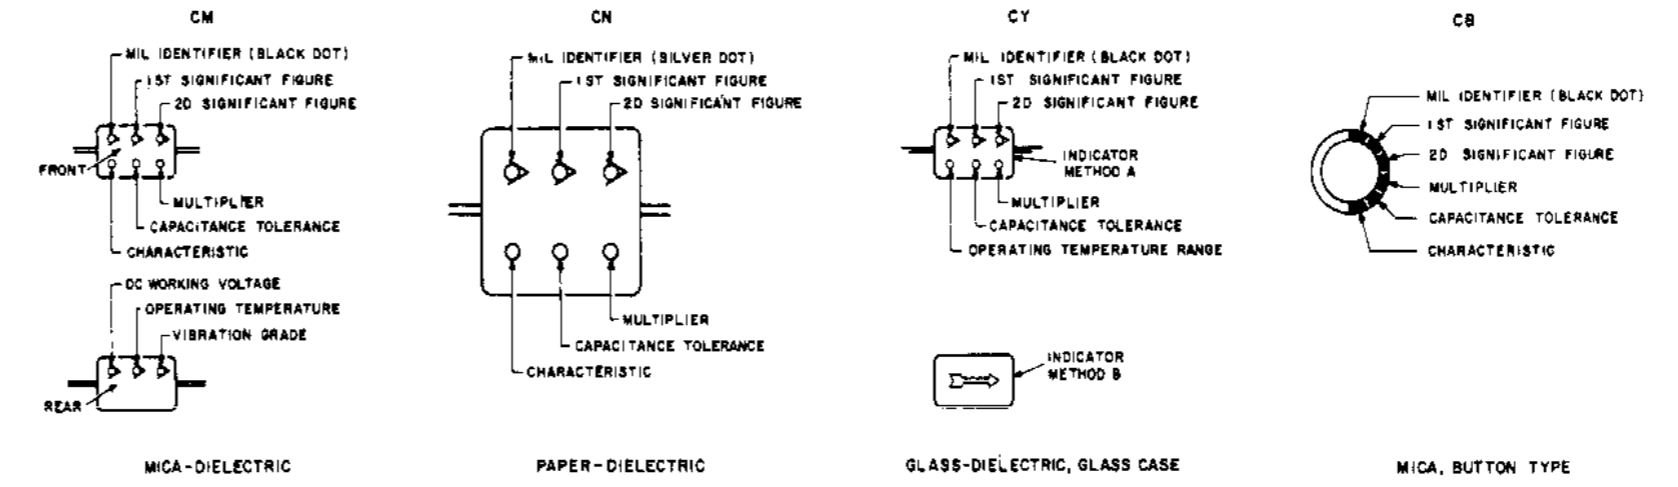 CM
MIL IDENTIFIER (BLACK DOT)
1ST SIGNIFICANT FIGURE
2D SIGNIFICANT FIGURE
FRONT
MULTIPLIER
CAPACITANCE TOLERANCE
CHARACTERISTIC
DC WORKING VOLTAGE
OPERATING TEMPERATURE
VIBRATION GRADE
REAR
MICA-DIELECTRIC
CN
MIL IDENTIFIER (SILVER DOT)
1ST SIGNIFICANT FIGURE
2D SIGNIFICANT FIGURE
MULTIPLIER
CAPACITANCE TOLERANCE
CHARACTERISTIC
PAPER-DIELECTRIC
CY
MIL IDENTIFIER (BLACK DOT)
1ST SIGNIFICANT FIGURE
2D SIGNIFICANT FIGURE
INDICATOR
METHOD A
MULTIPLIER
CAPACITANCE TOLERANCE
OPERATING TEMPERATURE RANGE
INDICATOR
METHOD B
GLASS-DIELECTRIC, GLASS CASE
CB
MIL IDENTIFIER (BLACK DOT)
1ST SIGNIFICANT FIGURE
2D SIGNIFICANT FIGURE
MULTIPLIER
CAPACITANCE TOLERANCE
CHARACTERISTIC
MICA, BUTTON TYPE